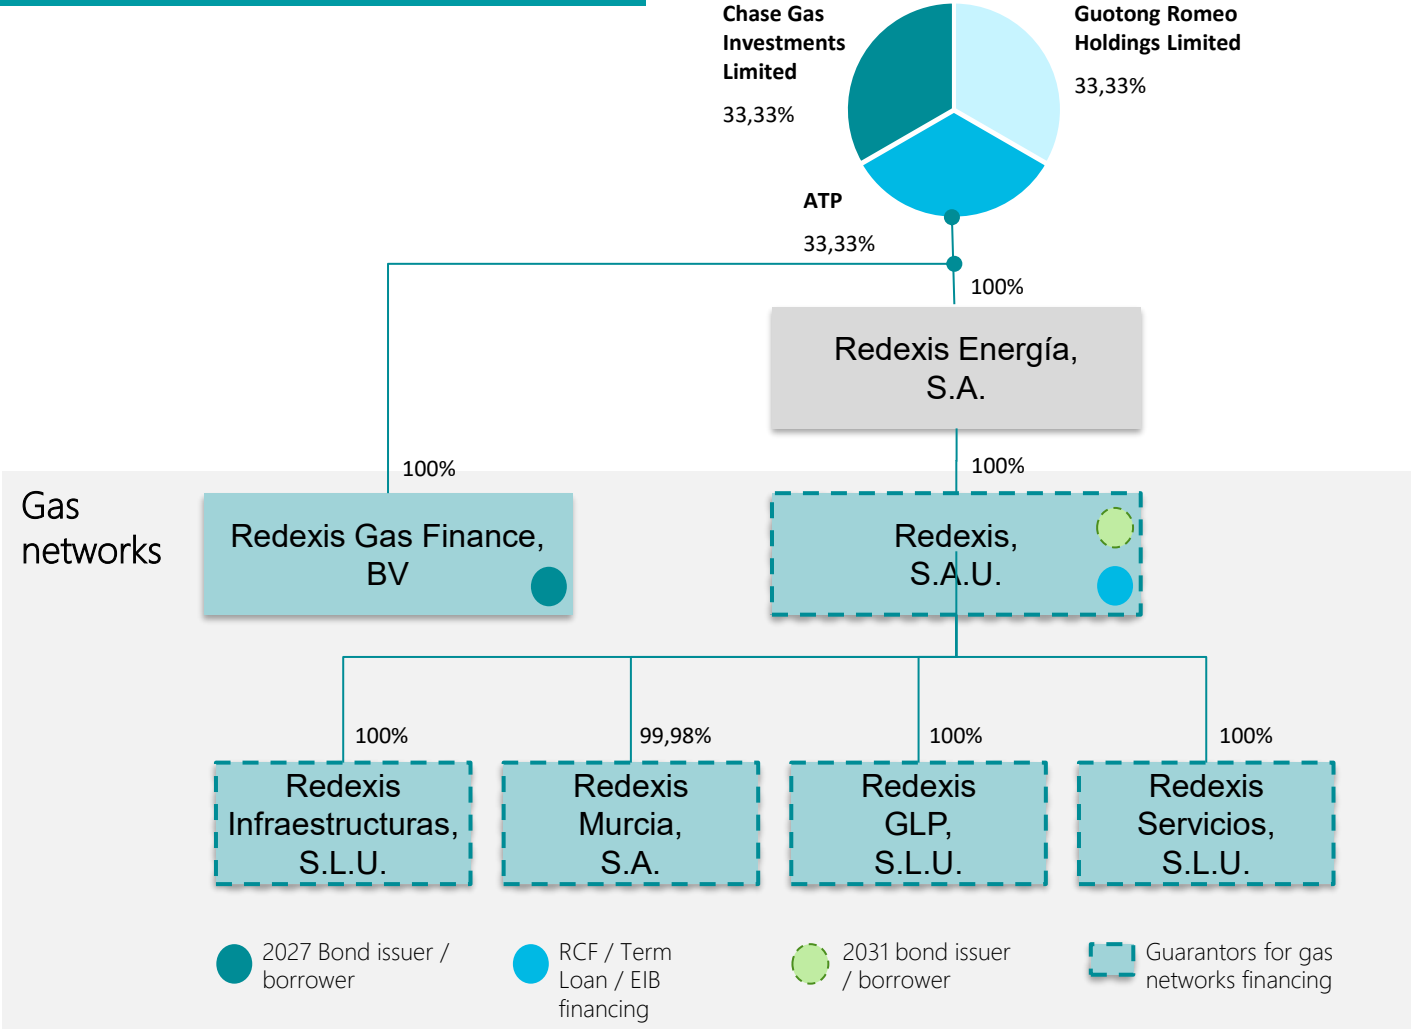 Chase Gas
Investments
Limited
33,33%
Guotong Romeo
Holdings Limited
33,33%
ATP
33,33%
100%
Redexis Energía,
S.A.
100%
100%
Gas
networks
Redexis Gas Finance,
BV
Redexis,
S.A.U.
100%
99,98%
100%
100%
Redexis
Infraestructuras,
S.L.U.
Redexis
Murcia,
S.A.
Redexis
GLP,
S.L.U.
Redexis
Servicios,
S.L.U.
2027 Bond issuer /
borrower
RCF / Term
Loan / EIB
financing
2031 bond issuer
/ borrower
Guarantors for gas
networks financing